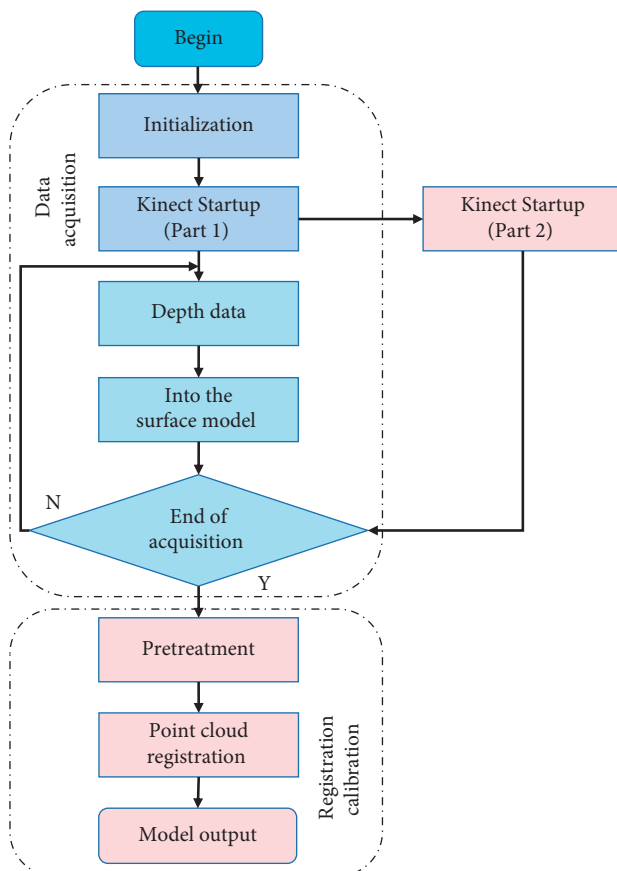 Begin
Initialization
Data
acquisition
Kinect Startup
(Part 1)
Kinect Startup
(Part 2)
Depth data
Into the
surface model
N
End of
acquisition
Y
Pretreatment
Point cloud
registration
Registration
calibration
Model output